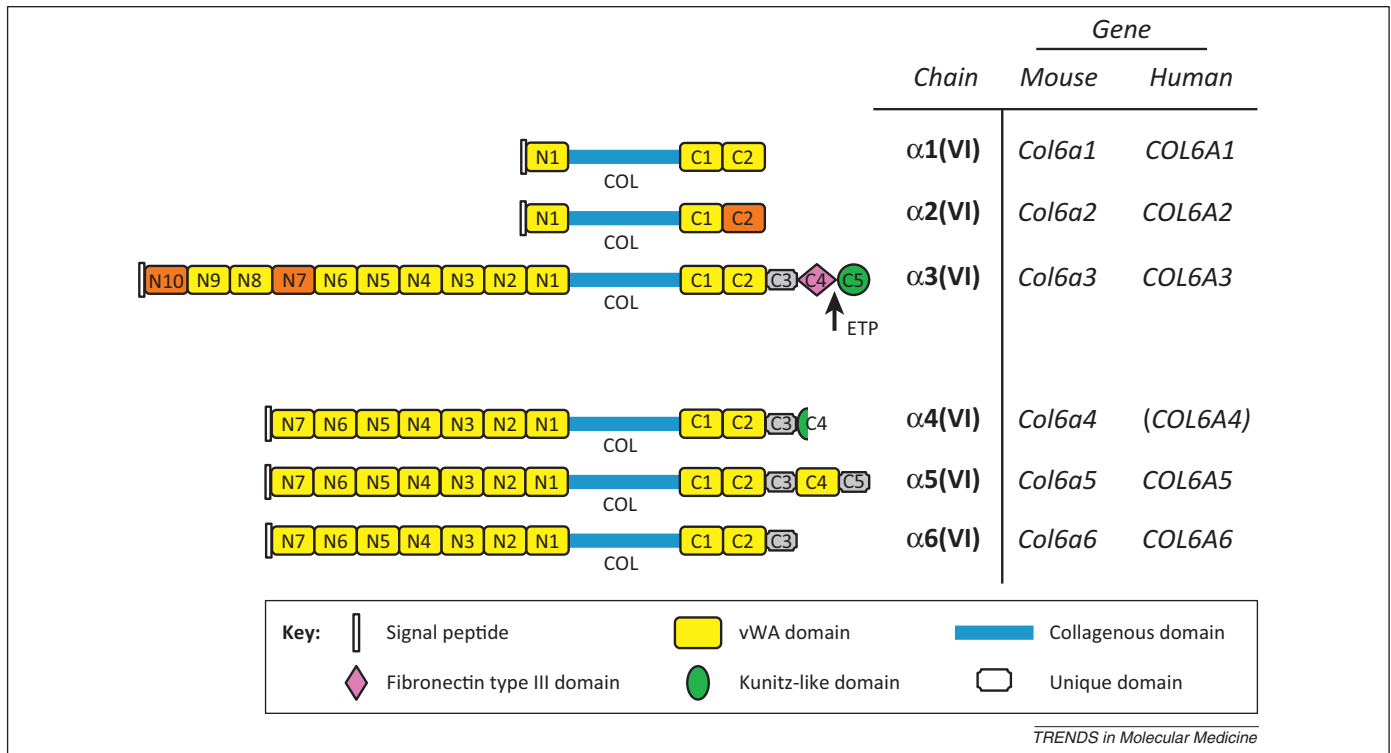 Gene
Chain Mouse Human
N1 C1 C2 α1(VI) Col6a1 COL6A1
COL
N1 C1 C2 α2(VI) Col6a2 COL6A2
COL
N10 N9 N8 N7 N6 N5 N4 N3 N2 N1 C1 C2 C3 C4 C5 α3(VI) Col6a3 COL6A3
COL
ETP
N7 N6 N5 N4 N3 N2 N1 C1 C2 C3 C4 α4(VI) Col6a4 (COL6A4)
COL
N7 N6 N5 N4 N3 N2 N1 C1 C2 C3 C4 C5 α5(VI) Col6a5 COL6A5
COL
N7 N6 N5 N4 N3 N2 N1 C1 C2 C3 α6(VI) Col6a6 COL6A6
COL
Key: Signal peptide vWA domain Collagenous domain
Fibronectin type III domain Kunitz-like domain Unique domain
TRENDS in Molecular Medicine